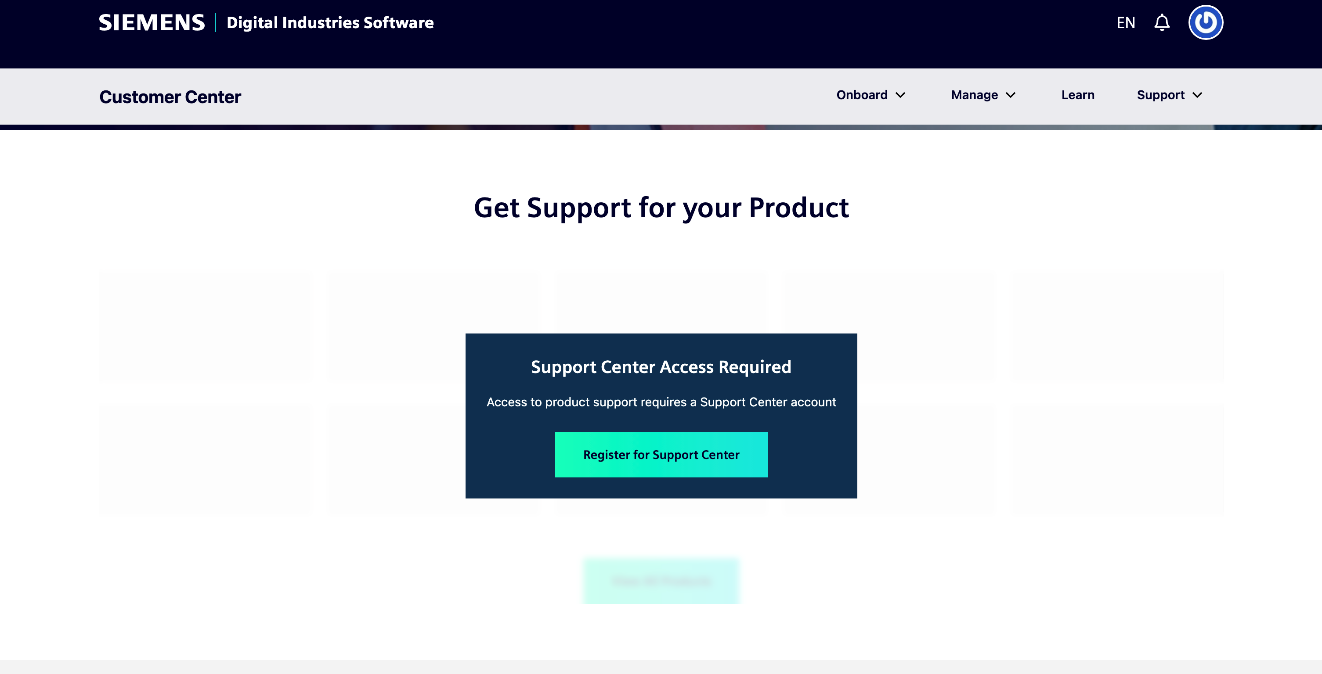 SIEMENS
Digital Industries Software
EN
Customer Center
Onboard
Manage
Learn
Support
Get Support for your Product
Support Center Access Required
Access to product support requires a Support Center account
Register for Support Center